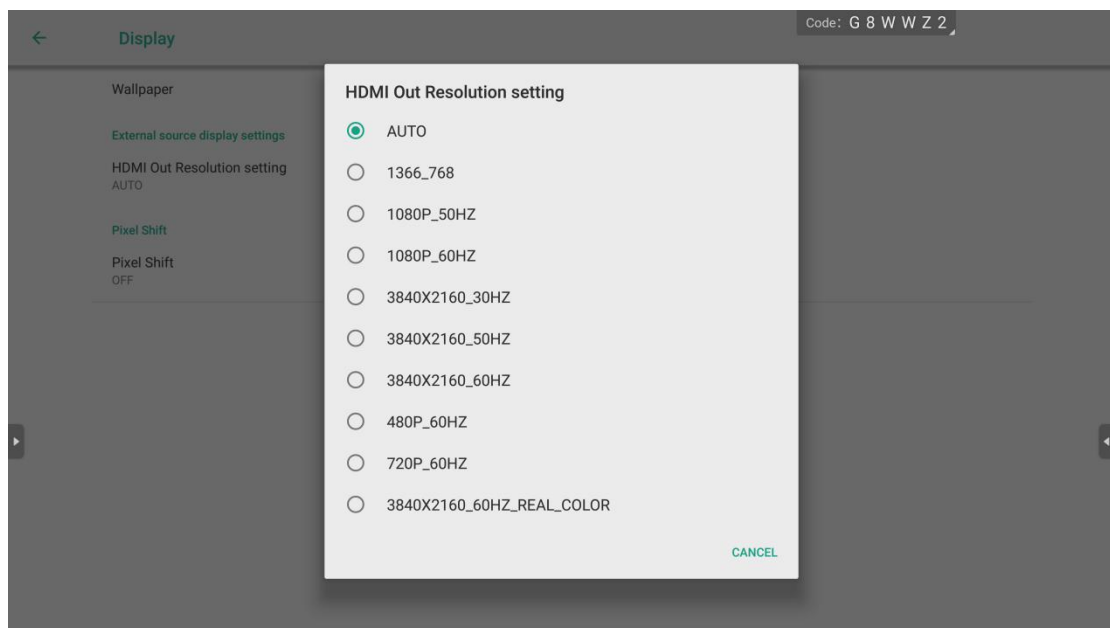 Code: G 8 W W Z 2
Display
Wallpaper
External source display settings
HDMI Out Resolution setting
AUTO
Pixel Shift
Pixel Shift
OFF
HDMI Out Resolution setting
AUTO
1366_768
1080P_50HZ
1080P_60HZ
3840X2160_30HZ
3840X2160_50HZ
3840X2160_60HZ
480P_60HZ
720P_60HZ
3840X2160_60HZ_REAL_COLOR
CANCEL